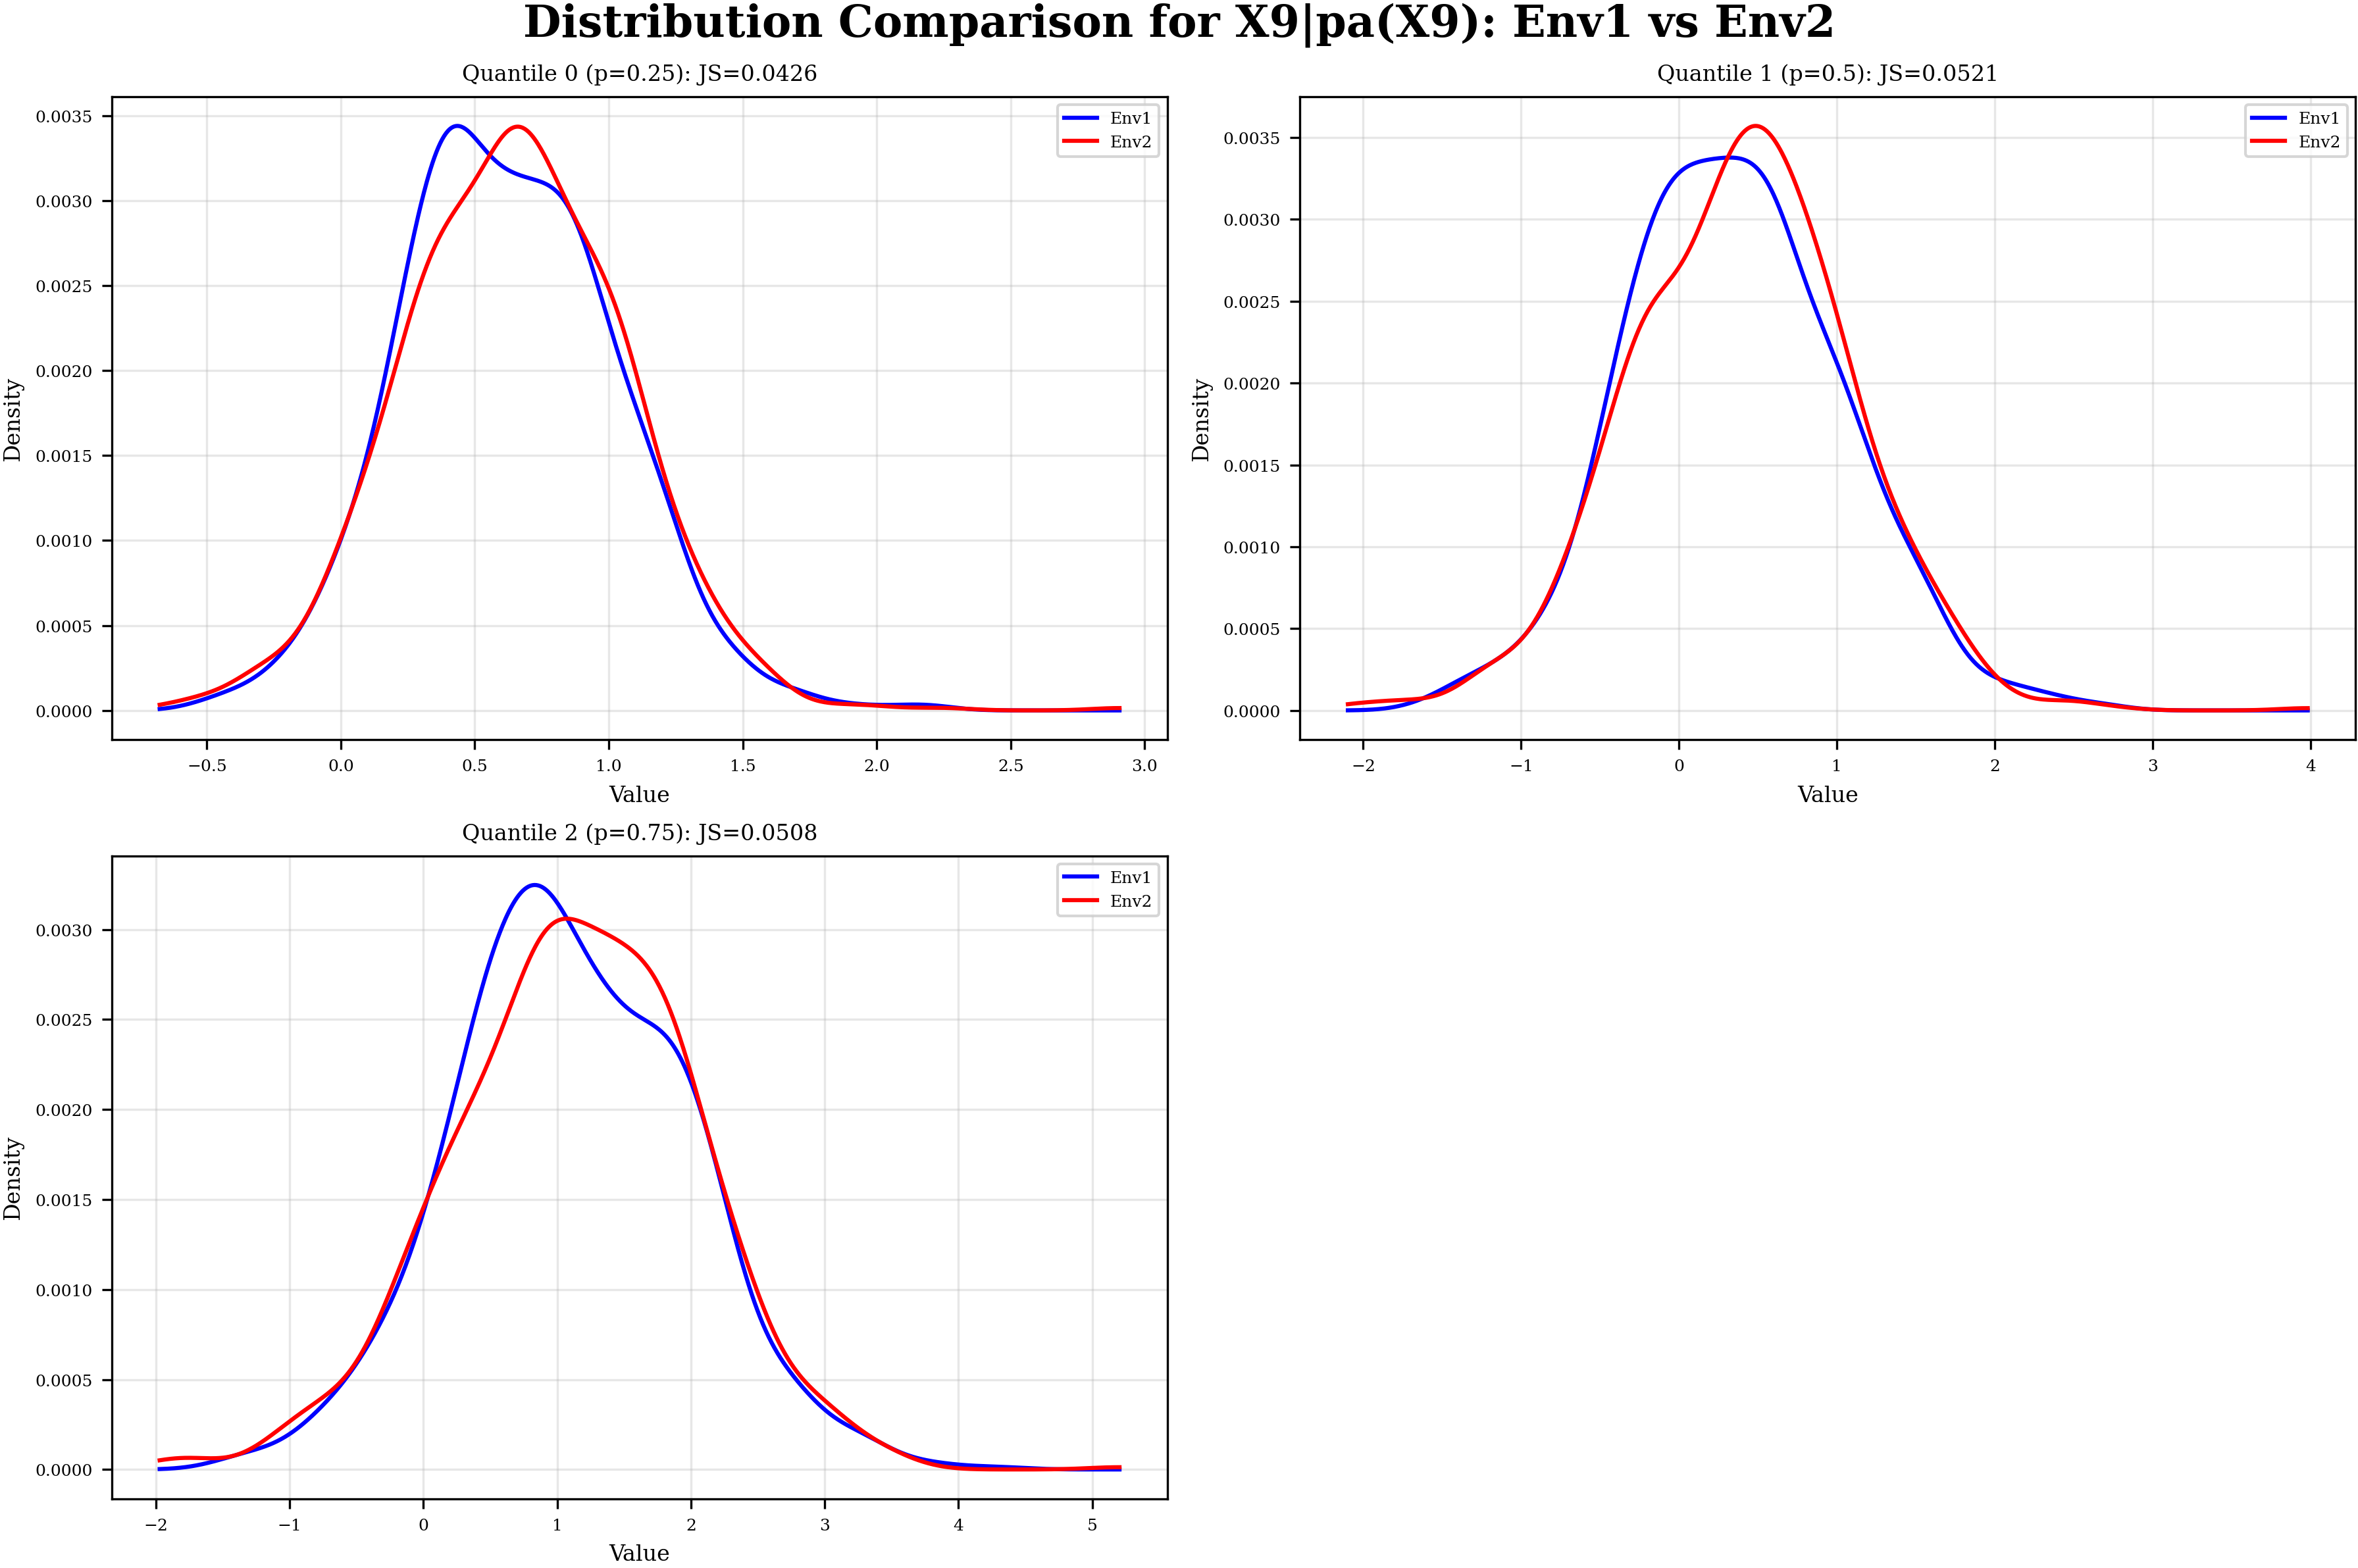 Distribution Comparison for X9|pa(X9): Env1 vs Env2
Quantile 0 (p=0.25): JS=0.0426
Env1
Env2
Density
0.0035
0.0030
0.0025
0.0020
0.0015
0.0010
0.0005
0.0000
−0.5 0.0 0.5 1.0 1.5 2.0 2.5 3.0
Value
Quantile 1 (p=0.5): JS=0.0521
Env1
Env2
Density
0.0035
0.0030
0.0025
0.0020
0.0015
0.0010
0.0005
0.0000
−2 −1 0 1 2 3 4
Value
Quantile 2 (p=0.75): JS=0.0508
Env1
Env2
Density
0.0030
0.0025
0.0020
0.0015
0.0010
0.0005
0.0000
−2 −1 0 1 2 3 4 5
Value